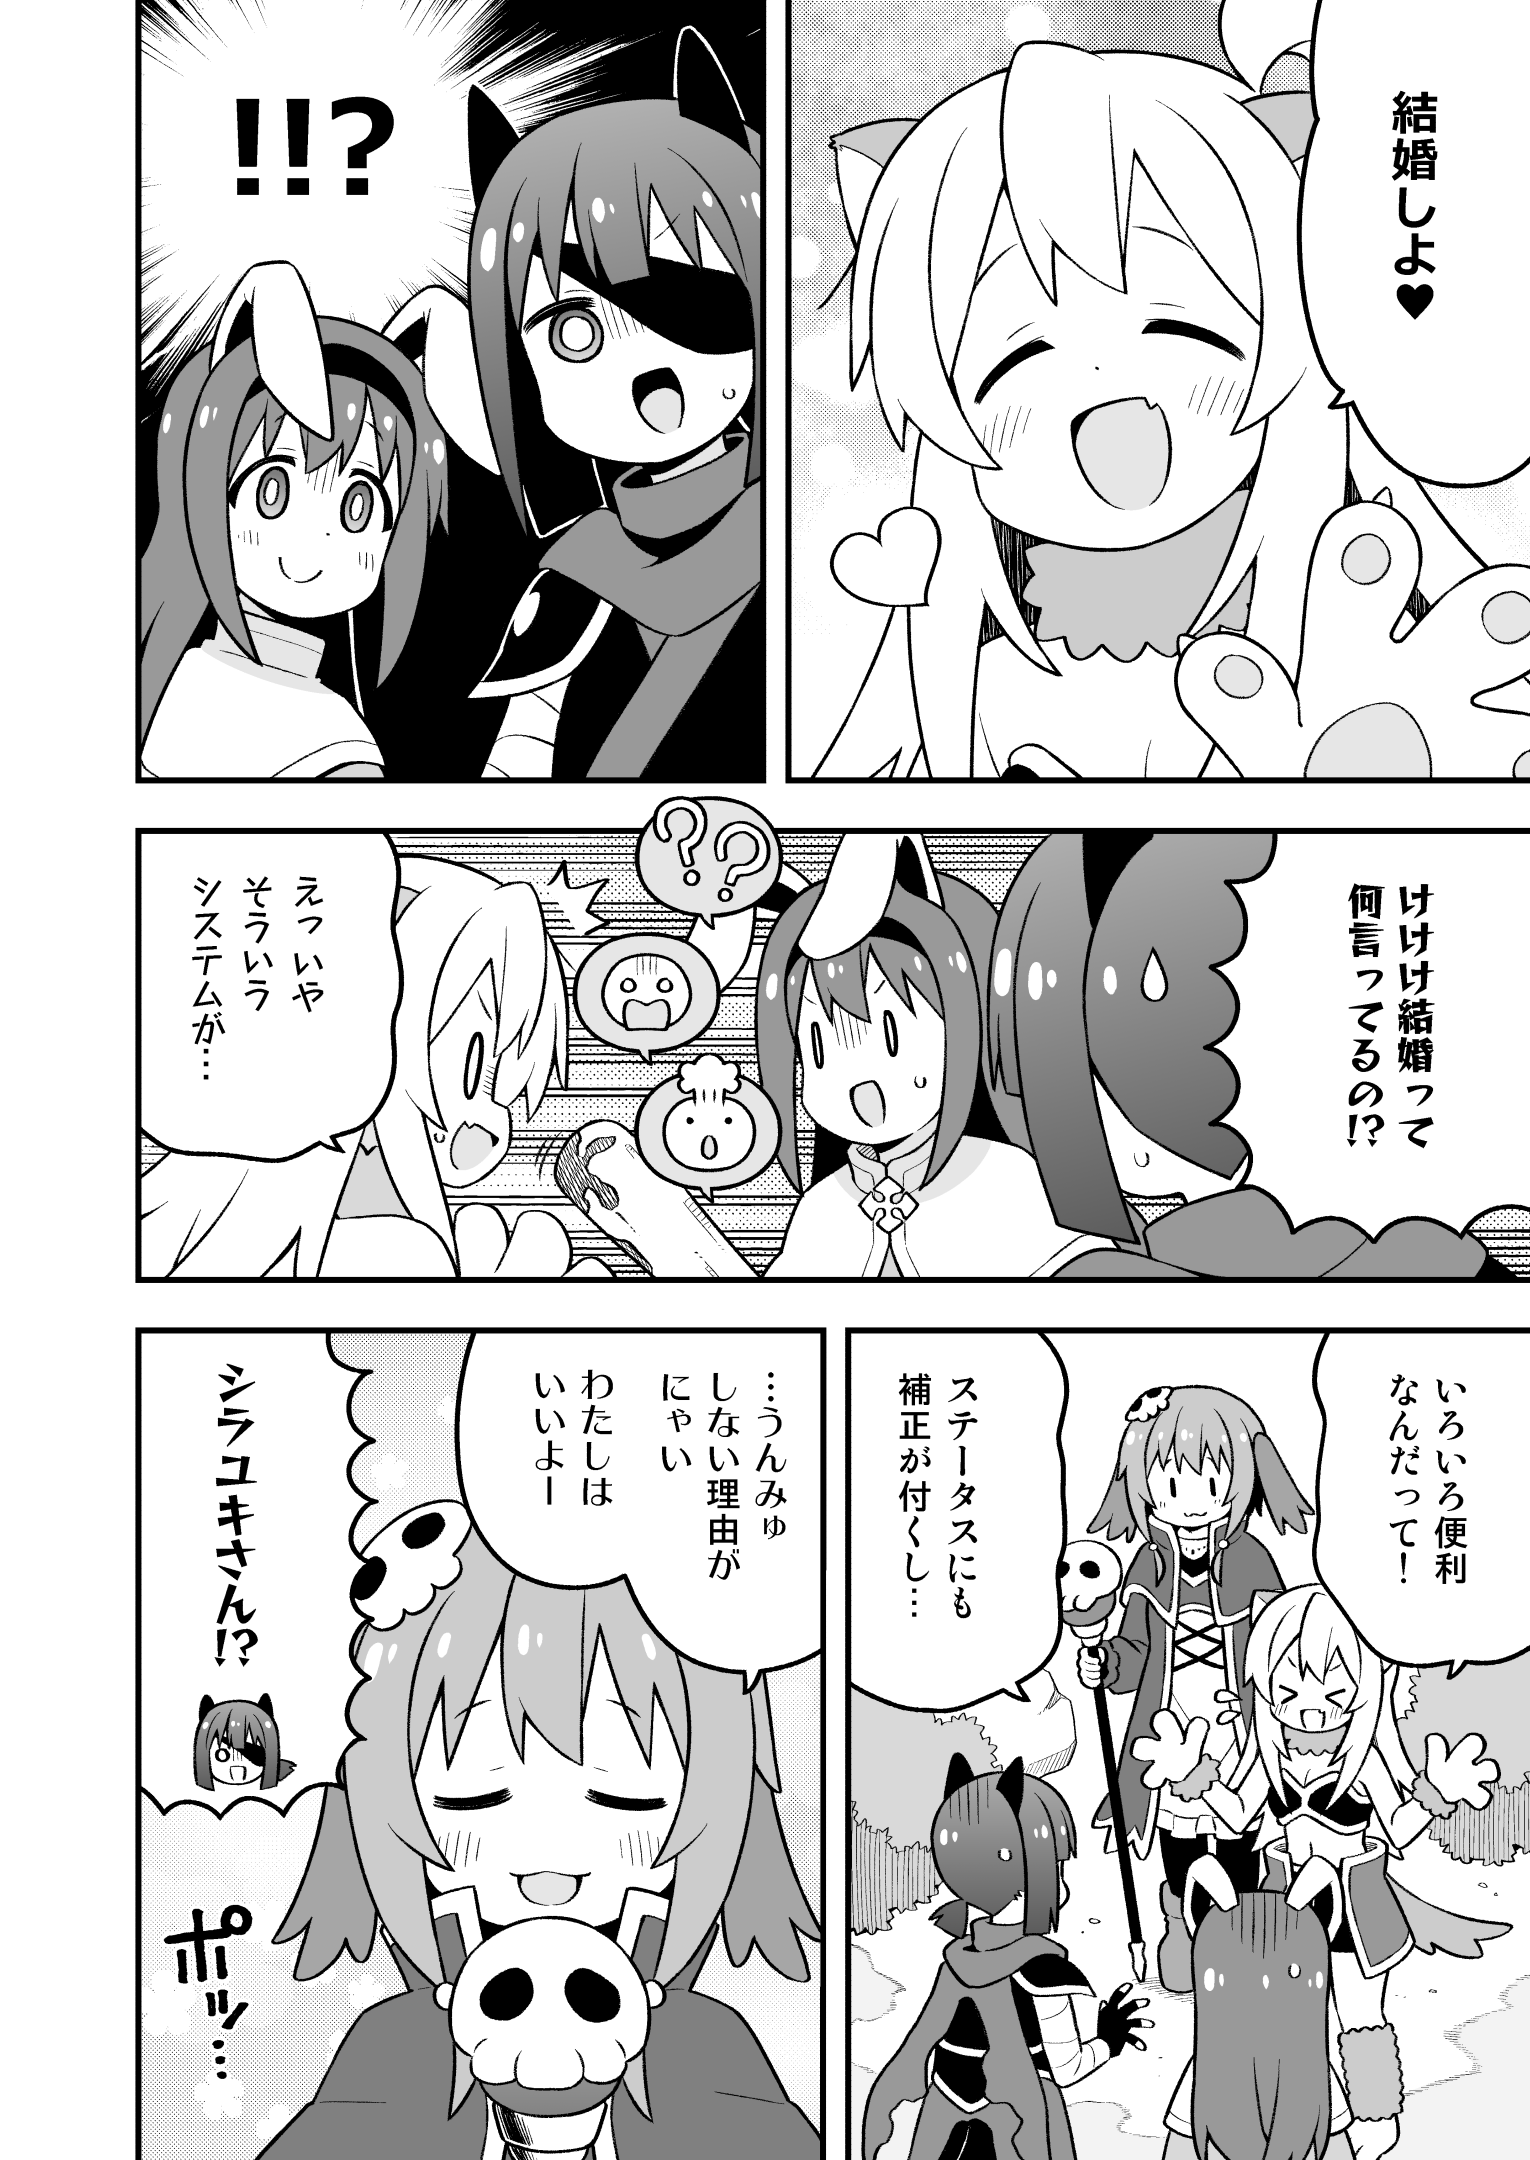 結婚しよ♥
!!?
けけけ結婚って
何言ってるの!?
??
えっいや
そういう
システムが…
いろいろ便利
なんだって！
ステータスにも
補正が付くし…
…うんみゅ
しない理由が
にゃい
わたしは
いいよー
シラユキさん!?
ポッ…